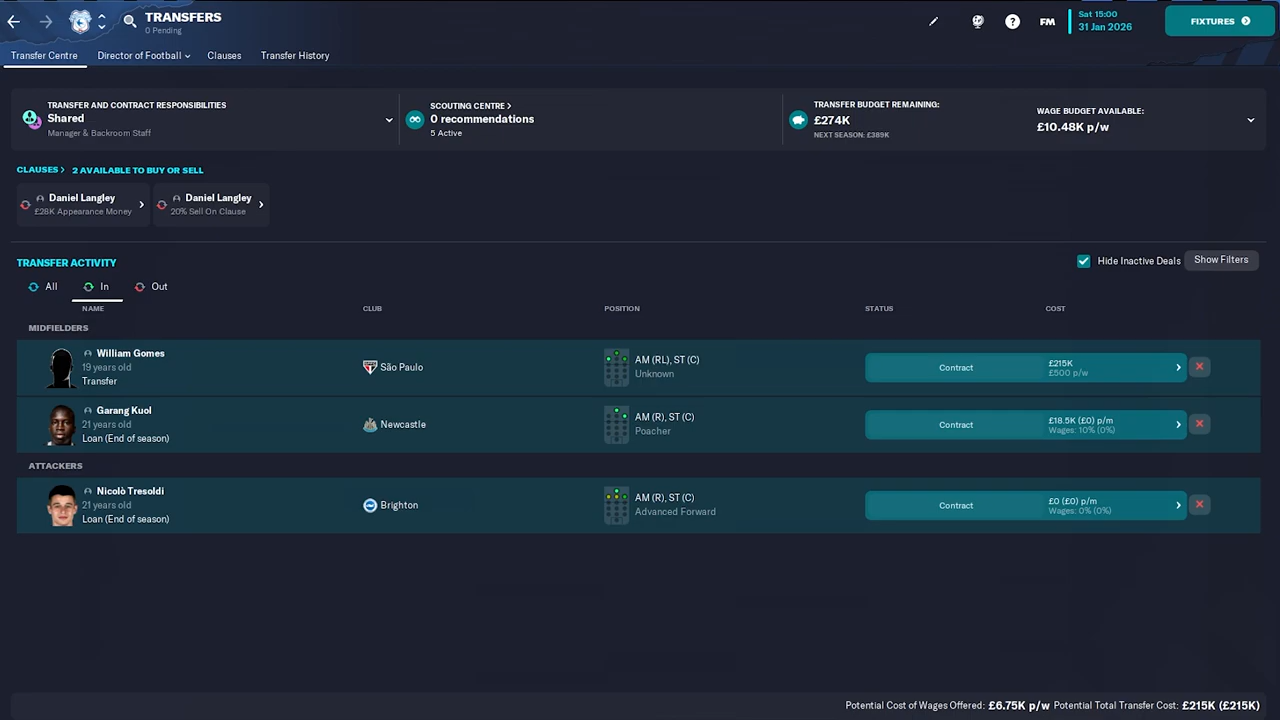 TRANSFERS
0 Pending
?
FM
Sat 15:00
31 Jan 2026
FIXTURES
Transfer Centre
Director of Football
Clauses
Transfer History
TRANSFER AND CONTRACT RESPONSIBILITIES
Shared
Manager & Backroom Staff
SCOUTING CENTRE >
0 recommendations
5 Active
TRANSFER BUDGET REMAINING:
£274K
NEXT SEASON: £389K
WAGE BUDGET AVAILABLE:
£10.48K p/w
CLAUSES > 2 AVAILABLE TO BUY OR SELL
Daniel Langley
£28K Appearance Money
Daniel Langley
20% Sell On Clause
TRANSFER ACTIVITY
Hide Inactive Deals
Show Filters
All
In
Out
NAME
CLUB
POSITION
STATUS
COST
MIDFIELDERS
William Gomes
19 years old
Transfer
São Paulo
AM (RL), ST (C)
Unknown
Contract
£215K
£500 p/w
Garang Kuol
21 years old
Loan (End of season)
Newcastle
AM (R), ST (C)
Poacher
Contract
£18.5K (£0) p/m
Wages: 10% (0%)
ATTACKERS
Nicolò Tresoldi
21 years old
Loan (End of season)
Brighton
AM (R), ST (C)
Advanced Forward
Contract
£0 (£0) p/m
Wages: 0% (0%)
Potential Cost of Wages Offered: £6.75K p/w Potential Total Transfer Cost: £215K (£215K)